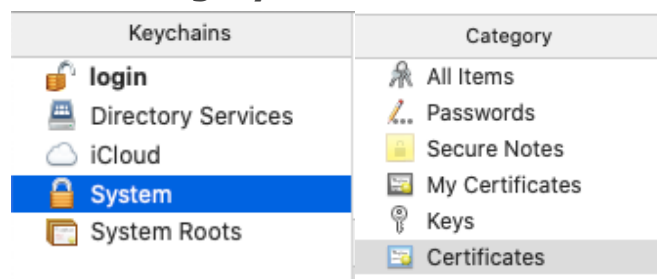 Keychains
login
Directory Services
iCloud
System
System Roots
Category
All Items
Passwords
Secure Notes
My Certificates
Keys
Certificates